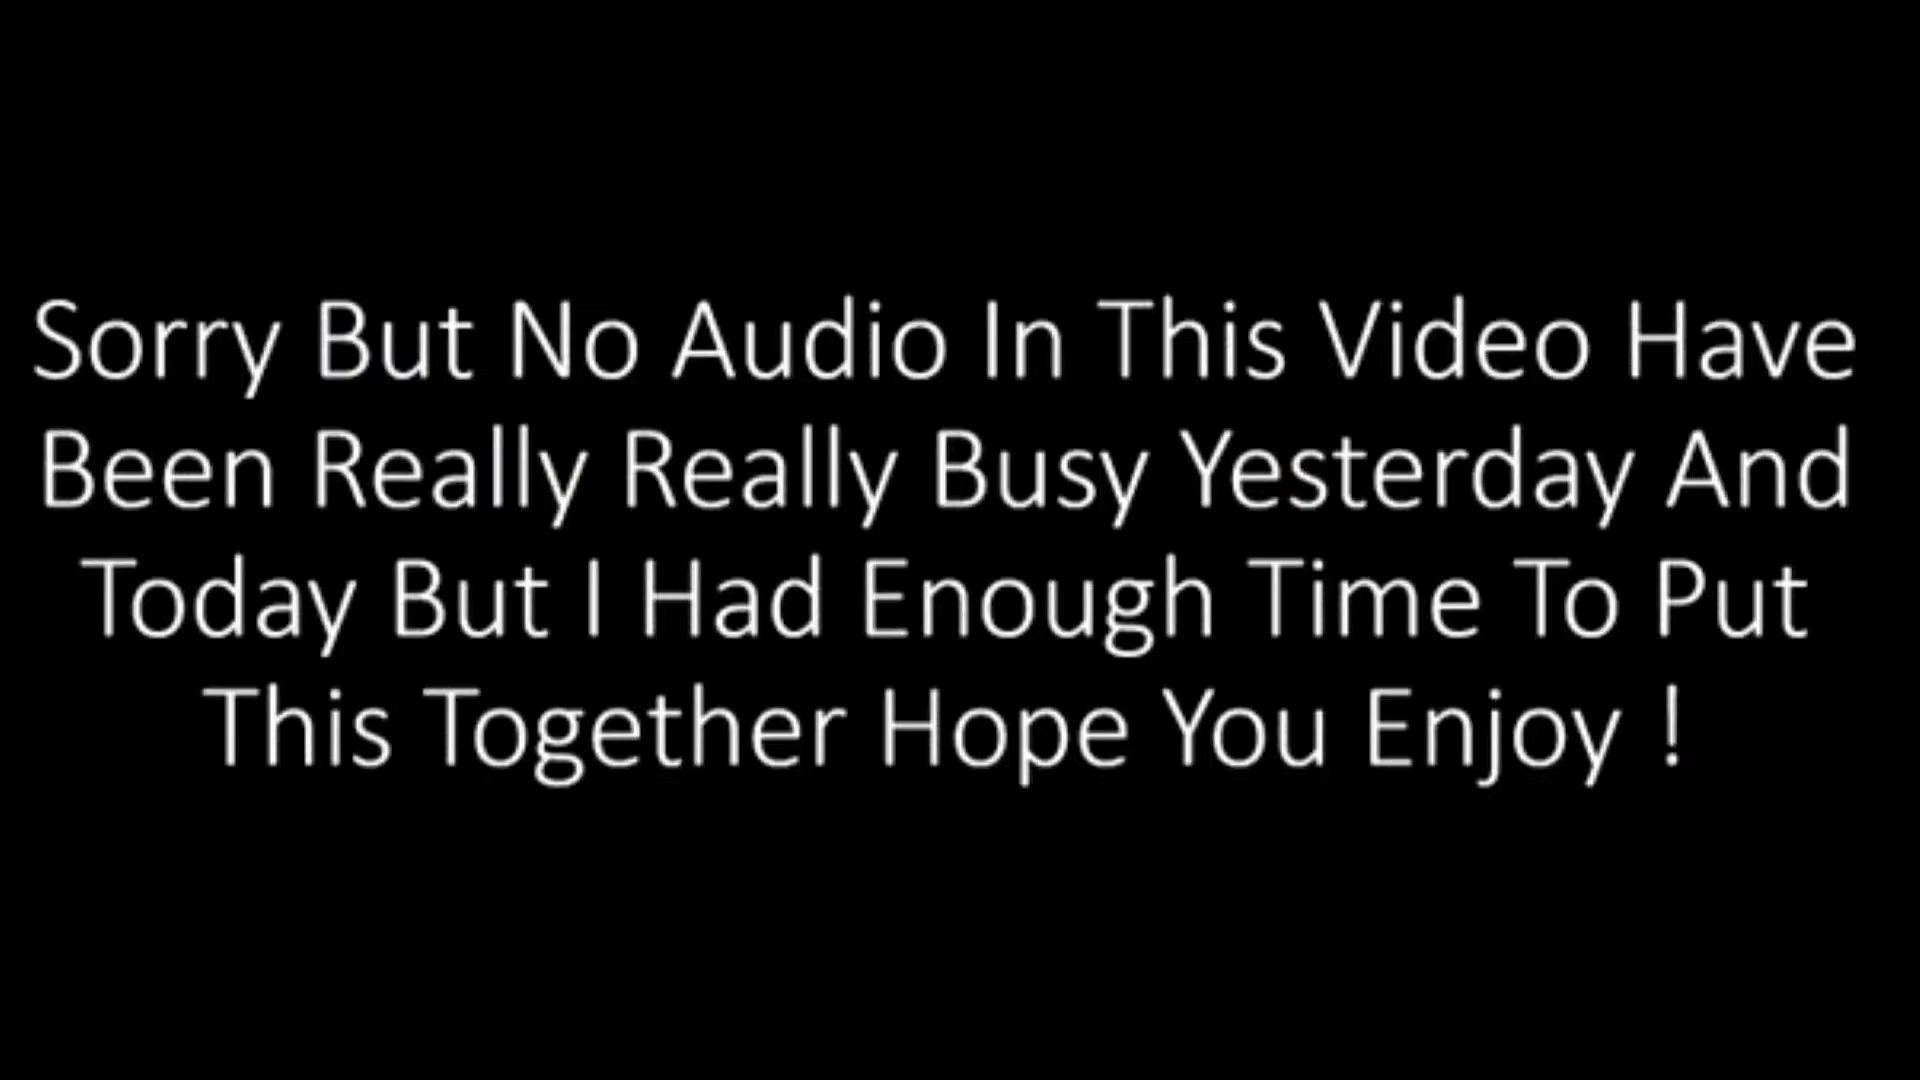 Sorry But No Audio In This Video Have
Been Really Really Busy Yesterday And
Today But I Had Enough Time To Put
This Together Hope You Enjoy !